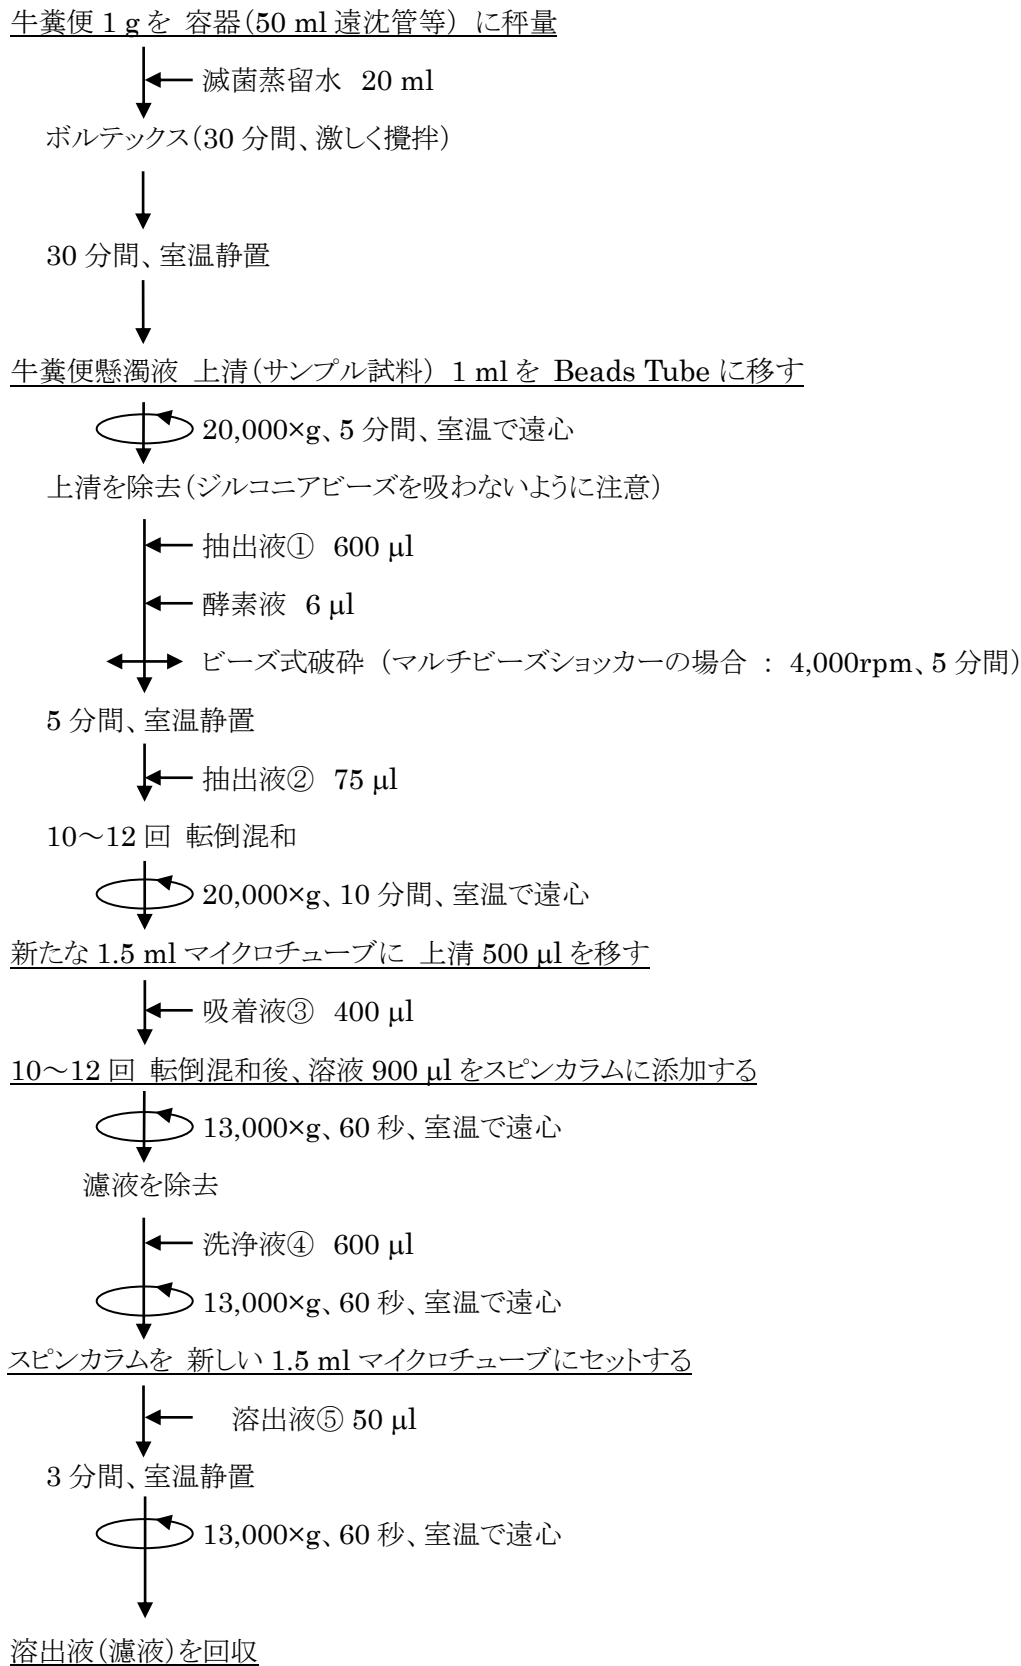 牛糞便 1 g を 容器(50 ml 遠沈管等) に秤量
滅菌蒸留水 20 ml
ボルテックス(30 分間、激しく攪拌)
30 分間、室温静置
牛糞便懸濁液 上清(サンプル試料) 1 ml を Beads Tube に移す
20,000×g、5 分間、室温で遠心
上清を除去(ジルコニアビーズを吸わないように注意)
抽出液① 600 μl
酵素液 6 μl
ビーズ式破砕 (マルチビーズショッカーの場合 : 4,000rpm、5 分間)
5 分間、室温静置
抽出液② 75 μl
10~12 回 転倒混和
20,000×g、10 分間、室温で遠心
新たな 1.5 ml マイクロチューブに 上清 500 μl を移す
吸着液③ 400 μl
10~12 回 転倒混和後、溶液 900 μl をスピンカラムに添加する
13,000×g、60 秒、室温で遠心
濾液を除去
洗浄液④ 600 μl
13,000×g、60 秒、室温で遠心
スピンカラムを 新しい 1.5 ml マイクロチューブにセットする
溶出液⑤ 50 μl
3 分間、室温静置
13,000×g、60 秒、室温で遠心
溶出液(濾液)を回収